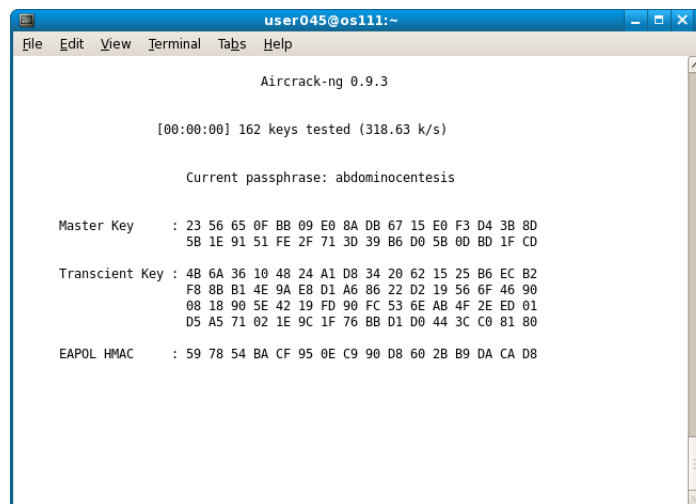 user045@os111:~
File Edit View Terminal Tabs Help
Aircrack-ng 0.9.3
[00:00:00] 162 keys tested (318.63 k/s)
Current passphrase: abdominocentesis
Master Key : 23 56 65 0F BB 09 E0 8A DB 67 15 E0 F3 D4 3B 8D
5B 1E 91 51 FE 2F 71 3D 39 B6 D0 5B 0D BD 1F CD
Transcient Key : 4B 6A 36 10 48 24 A1 D8 34 20 62 15 25 B6 EC B2
F8 8B B1 4E 9A E8 D1 A6 86 22 D2 19 56 6F 46 90
08 18 90 5E 42 19 FD 90 FC 53 6E AB 4F 2E ED 01
D5 A5 71 02 1E 9C 1F 76 BB D1 D0 44 3C C0 81 80
EAPOL HMAC : 59 78 54 BA CF 95 0E C9 90 D8 60 2B B9 DA CA D8